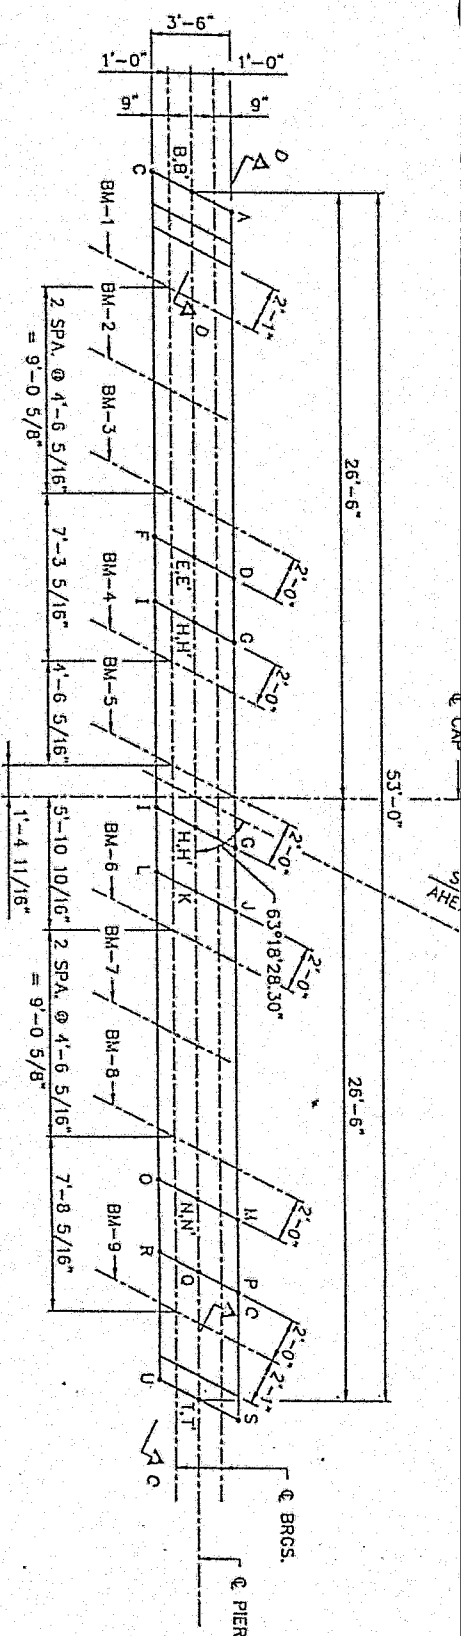 3'-6"
1'-0"
1'-0"
9"
9"
C
B,B'
A
D
BM-1
2'-1"
D
BM-2
2 SPA. @ 4'-6 5/16"
= 9'-0 5/8"
BM-3
26'-6"
53'-0"
F
E,E'
D
2'-0"
7'-3 5/16"
I
H,H'
G
2'-0"
BM-4
4'-6 5/16"
BM-5
℄ CAP
2'-0"
I
H,H'
G
63°18'28.30"
S
AHE
1'-4 11/16"
5'-10 10/16"
L
K
J
2'-0"
BM-6
2 SPA. @ 4'-6 5/16"
= 9'-0 5/8"
BM-7
26'-6"
BM-8
O
N,N'
M
2'-0"
7'-8 5/16"
R
Q
P
C
2'-0"
2'-1"
BM-9
U
T,T'
S
C
℄ BRGS.
℄ PIER